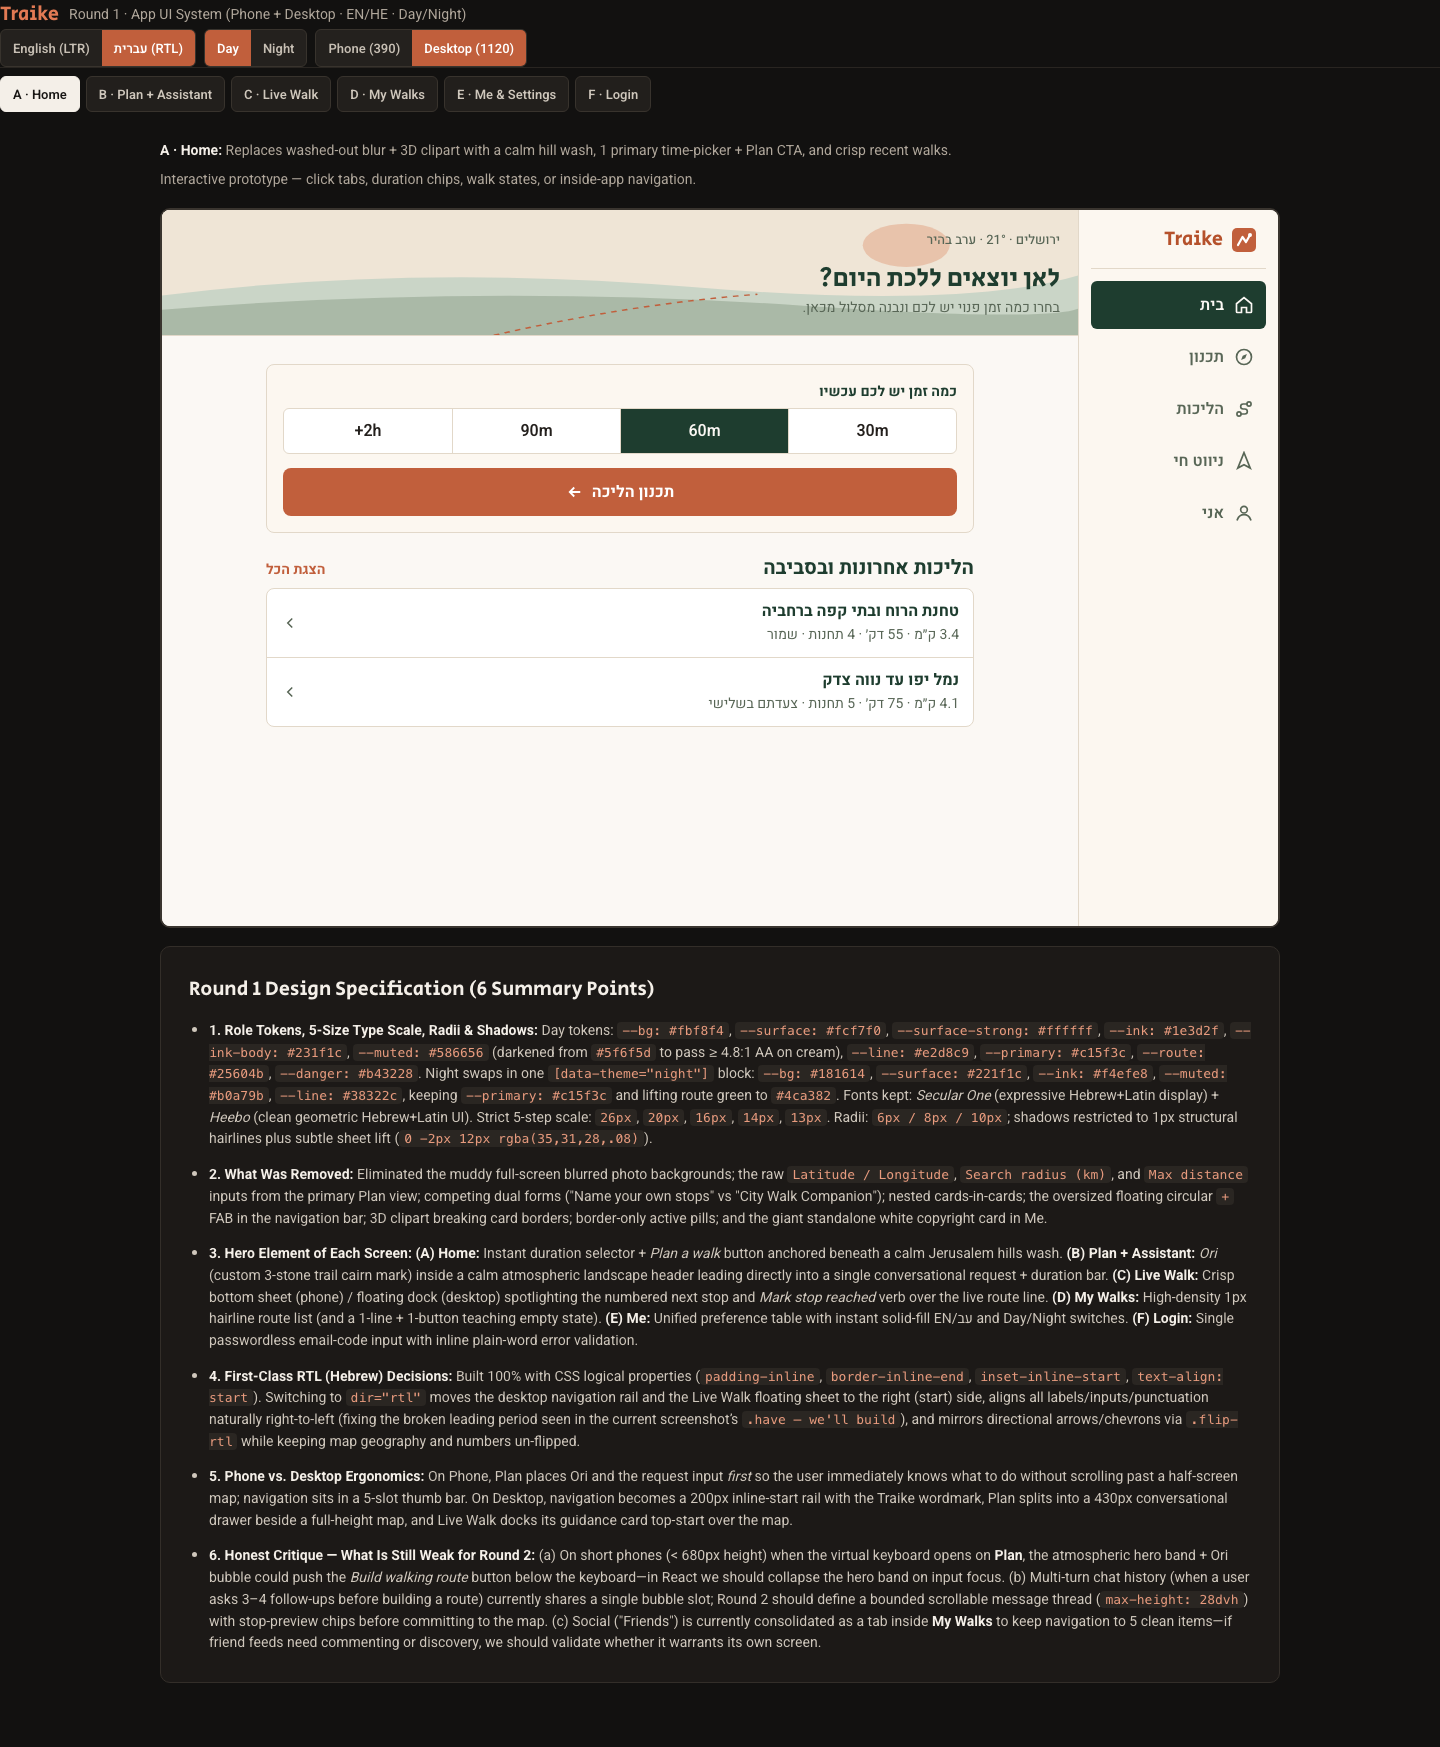 Traike Round 1 · App UI System (Phone + Desktop · EN/HE · Day/Night)
English (LTR) עברית (RTL) Day Night Phone (390) Desktop (1120)
A · Home B · Plan + Assistant C · Live Walk D · My Walks E · Me & Settings F · Login
A · Home: Replaces washed-out blur + 3D clipart with a calm hill wash, 1 primary time-picker + Plan CTA, and crisp recent walks.
Interactive prototype — click tabs, duration chips, walk states, or inside-app navigation.
Traike
בית
תכנון
הליכות
ניווט חי
אני
ירושלים · 21° · ערב בהיר
לאן יוצאים ללכת היום?
בחרו כמה זמן פנוי יש לכם ונבנה מסלול מכאן.
כמה זמן יש לכם עכשיו
30m 60m 90m +2h
תכנון הליכה ←
הליכות אחרונות ובסביבה הצגת הכל
טחנת הרוח ובתי קפה ברחביה
3.4 ק״מ · 55 דק׳ · 4 תחנות · שמור
נמל יפו עד נווה צדק
4.1 ק״מ · 75 דק׳ · 5 תחנות · צעדתם בשלישי
Round 1 Design Specification (6 Summary Points)
• 1. Role Tokens, 5-Size Type Scale, Radii & Shadows: Day tokens: --bg: #fbf8f4, --surface: #fcf7f0, --surface-strong: #ffffff, --ink: #1e3d2f, --
ink-body: #231f1c, --muted: #586656 (darkened from #5f6f5d to pass ≥ 4.8:1 AA on cream), --line: #e2d8c9, --primary: #c15f3c, --route:
#25604b, --danger: #b43228. Night swaps in one [data-theme="night"] block: --bg: #181614, --surface: #221f1c, --ink: #f4efe8, --muted:
#b0a79b, --line: #38322c, keeping --primary: #c15f3c and lifting route green to #4ca382. Fonts kept: Secular One (expressive Hebrew+Latin display) +
Heebo (clean geometric Hebrew+Latin UI). Strict 5-step scale: 26px, 20px, 16px, 14px, 13px. Radii: 6px / 8px / 10px; shadows restricted to 1px structural
hairlines plus subtle sheet lift (0 -2px 12px rgba(35,31,28,.08)).
• 2. What Was Removed: Eliminated the muddy full-screen blurred photo backgrounds; the raw Latitude / Longitude, Search radius (km), and Max distance
inputs from the primary Plan view; competing dual forms ("Name your own stops" vs "City Walk Companion"); nested cards-in-cards; the oversized floating circular +
FAB in the navigation bar; 3D clipart breaking card borders; border-only active pills; and the giant standalone white copyright card in Me.
• 3. Hero Element of Each Screen: (A) Home: Instant duration selector + Plan a walk button anchored beneath a calm Jerusalem hills wash. (B) Plan + Assistant: Ori
(custom 3-stone trail cairn mark) inside a calm atmospheric landscape header leading directly into a single conversational request + duration bar. (C) Live Walk: Crisp
bottom sheet (phone) / floating dock (desktop) spotlighting the numbered next stop and Mark stop reached verb over the live route line. (D) My Walks: High-density 1px
hairline route list (and a 1-line + 1-button teaching empty state). (E) Me: Unified preference table with instant solid-fill EN/עב and Day/Night switches. (F) Login: Single
passwordless email-code input with inline plain-word error validation.
• 4. First-Class RTL (Hebrew) Decisions: Built 100% with CSS logical properties (padding-inline, border-inline-end, inset-inline-start, text-align:
start). Switching to dir="rtl" moves the desktop navigation rail and the Live Walk floating sheet to the right (start) side, aligns all labels/inputs/punctuation
naturally right-to-left (fixing the broken leading period seen in the current screenshot's .have — we'll build), and mirrors directional arrows/chevrons via .flip-
rtl while keeping map geography and numbers un-flipped.
• 5. Phone vs. Desktop Ergonomics: On Phone, Plan places Ori and the request input first so the user immediately knows what to do without scrolling past a half-screen
map; navigation sits in a 5-slot thumb bar. On Desktop, navigation becomes a 200px inline-start rail with the Traike wordmark, Plan splits into a 430px conversational
drawer beside a full-height map, and Live Walk docks its guidance card top-start over the map.
• 6. Honest Critique — What Is Still Weak for Round 2: (a) On short phones (< 680px height) when the virtual keyboard opens on Plan, the atmospheric hero band + Ori
bubble could push the Build walking route button below the keyboard—in React we should collapse the hero band on input focus. (b) Multi-turn chat history (when a user
asks 3–4 follow-ups before building a route) currently shares a single bubble slot; Round 2 should define a bounded scrollable message thread (max-height: 28dvh)
with stop-preview chips before committing to the map. (c) Social ("Friends") is currently consolidated as a tab inside My Walks to keep navigation to 5 clean items—if
friend feeds need commenting or discovery, we should validate whether it warrants its own screen.